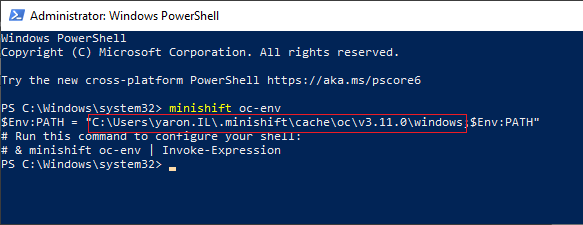 Administrator: Windows PowerShell
Windows PowerShell
Copyright (C) Microsoft Corporation. All rights reserved.
Try the new cross-platform PowerShell https://aka.ms/pscore6
PS C:\Windows\system32> minishift oc-env
$Env:PATH = "C:\Users\yaron.IL\.minishift\cache\oc\v3.11.0\windows;$Env:PATH"
# Run this command to configure your shell:
# & minishift oc-env | Invoke-Expression
PS C:\Windows\system32>